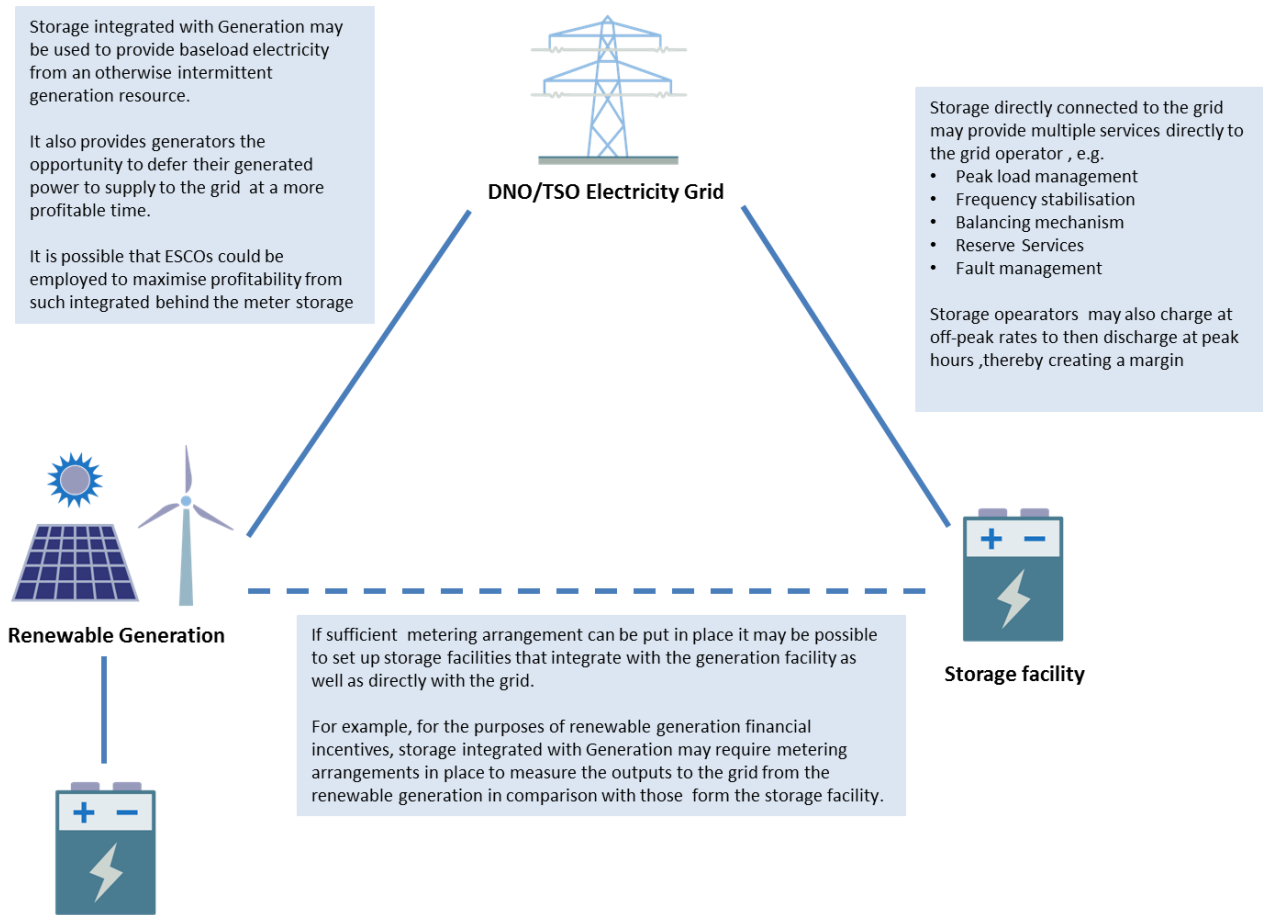 Storage integrated with Generation may
be used to provide baseload electricity
from an otherwise intermittent
generation resource.
It also provides generators the
opportunity to defer their generated
power to supply to the grid at a more
profitable time.
It is possible that ESCOs could be
employed to maximise profitability from
such integrated behind the meter storage
DNO/TSO Electricity Grid
Storage directly connected to the grid
may provide multiple services directly to
the grid operator , e.g.
• Peak load management
• Frequency stabilisation
• Balancing mechanism
• Reserve Services
• Fault management
Storage opearators may also charge at
off-peak rates to then discharge at peak
hours ,thereby creating a margin
Renewable Generation
If sufficient metering arrangement can be put in place it may be possible
to set up storage facilities that integrate with the generation facility as
well as directly with the grid.
For example, for the purposes of renewable generation financial
incentives, storage integrated with Generation may require metering
arrangements in place to measure the outputs to the grid from the
renewable generation in comparison with those form the storage facility.
+ −
Storage facility
+ −